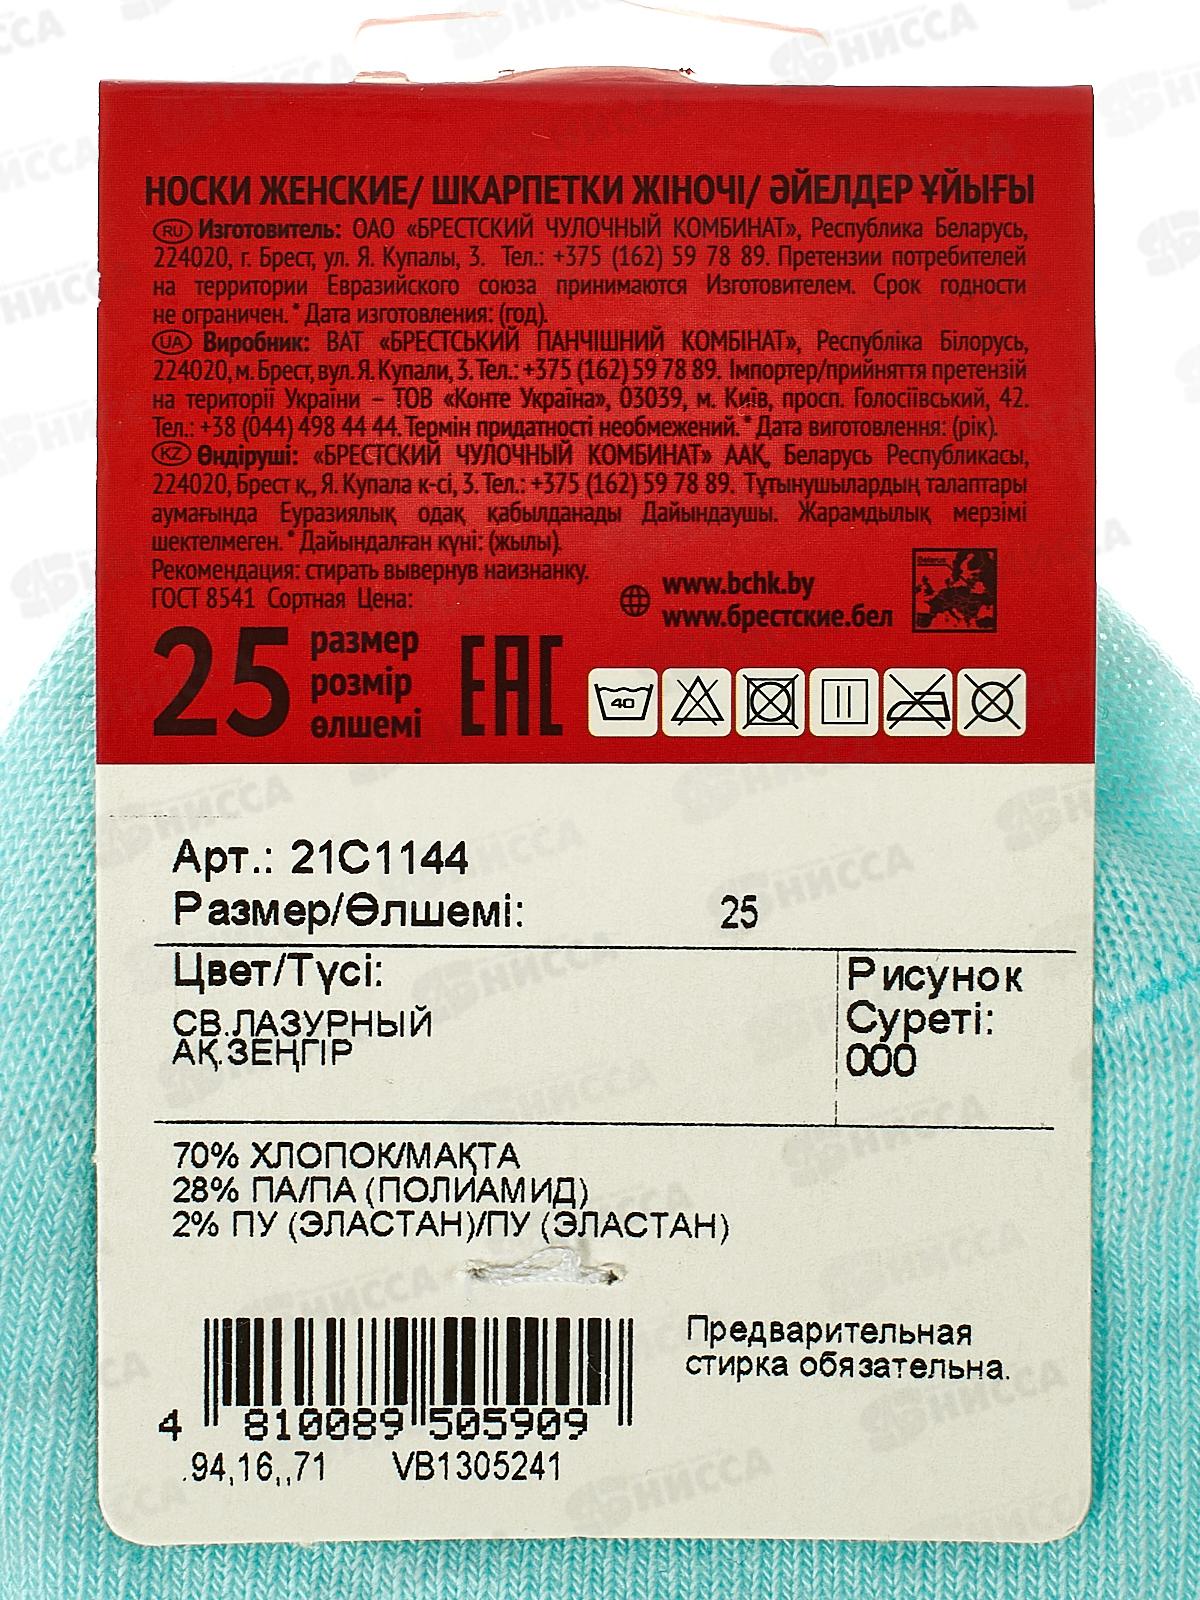 НОСКИ ЖЕНСКИЕ/ ШКАРПЕТКИ ЖІНОЧІ/ ӘЙЕЛДЕР ҰЙЫҒЫ
RU Изготовитель: ОАО «БРЕСТСКИЙ ЧУЛОЧНЫЙ КОМБИНАТ», Республика Беларусь,
224020, г. Брест, ул. Я. Купалы, 3. Тел.: +375 (162) 59 78 89. Претензии потребителей
на территории Евразийского союза принимаются Изготовителем. Срок годности
не ограничен. * Дата изготовления: (год).
UA Виробник: ВАТ «БРЕСТСЬКИЙ ПАНЧІШНИЙ КОМБІНАТ», Республіка Білорусь,
224020, м. Брест, вул. Я. Купали, 3. Тел.: +375 (162) 59 78 89. Імпортер/прийняття претензій
на території України – ТОВ «Конте Україна», 03039, м. Київ, просп. Голосіївський, 42.
Тел.: +38 (044) 498 44 44. Термін придатності необмежений. * Дата виготовлення: (рік).
KZ Өндіруші: «БРЕСТСКИЙ ЧУЛОЧНЫЙ КОМБИНАТ» ААҚ, Беларусь Республикасы,
224020, Брест қ., Я. Купала к-сі, 3. Тел.: +375 (162) 59 78 89. Тұтынушылардың талаптары
аумағында Еуразиялық одақ қабылданады Дайындаушы. Жарамдылық мерзімі
шектелмеген. * Дайындалған күні: (жылы).
Рекомендация: стирать вывернув наизнанку.
ГОСТ 8541 Сортная Цена:
www.bchk.by
www.брестские.бел
25 размер
розмір
өлшемі
EAC
40
Арт.: 21С1144
Размер/Өлшемі: 25
Цвет/Түсі:
СВ.ЛАЗУРНЫЙ
АҚ.ЗЕҢГІР
Рисунок
Суреті:
000
70% ХЛОПОК/МАҚТА
28% ПА/ПА (ПОЛИАМИД)
2% ПУ (ЭЛАСТАН)/ПУ (ЭЛАСТАН)
Предварительная
стирка обязательна.
4 810089 505909
.94,16,,71 VB1305241
НИССА